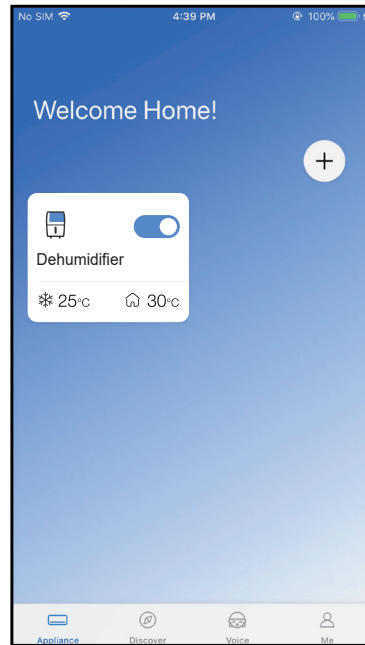 No SIM 4:39 PM 100%
Welcome Home!
+
Dehumidifier
25°C 30°C
Appliance Discover Voice Me